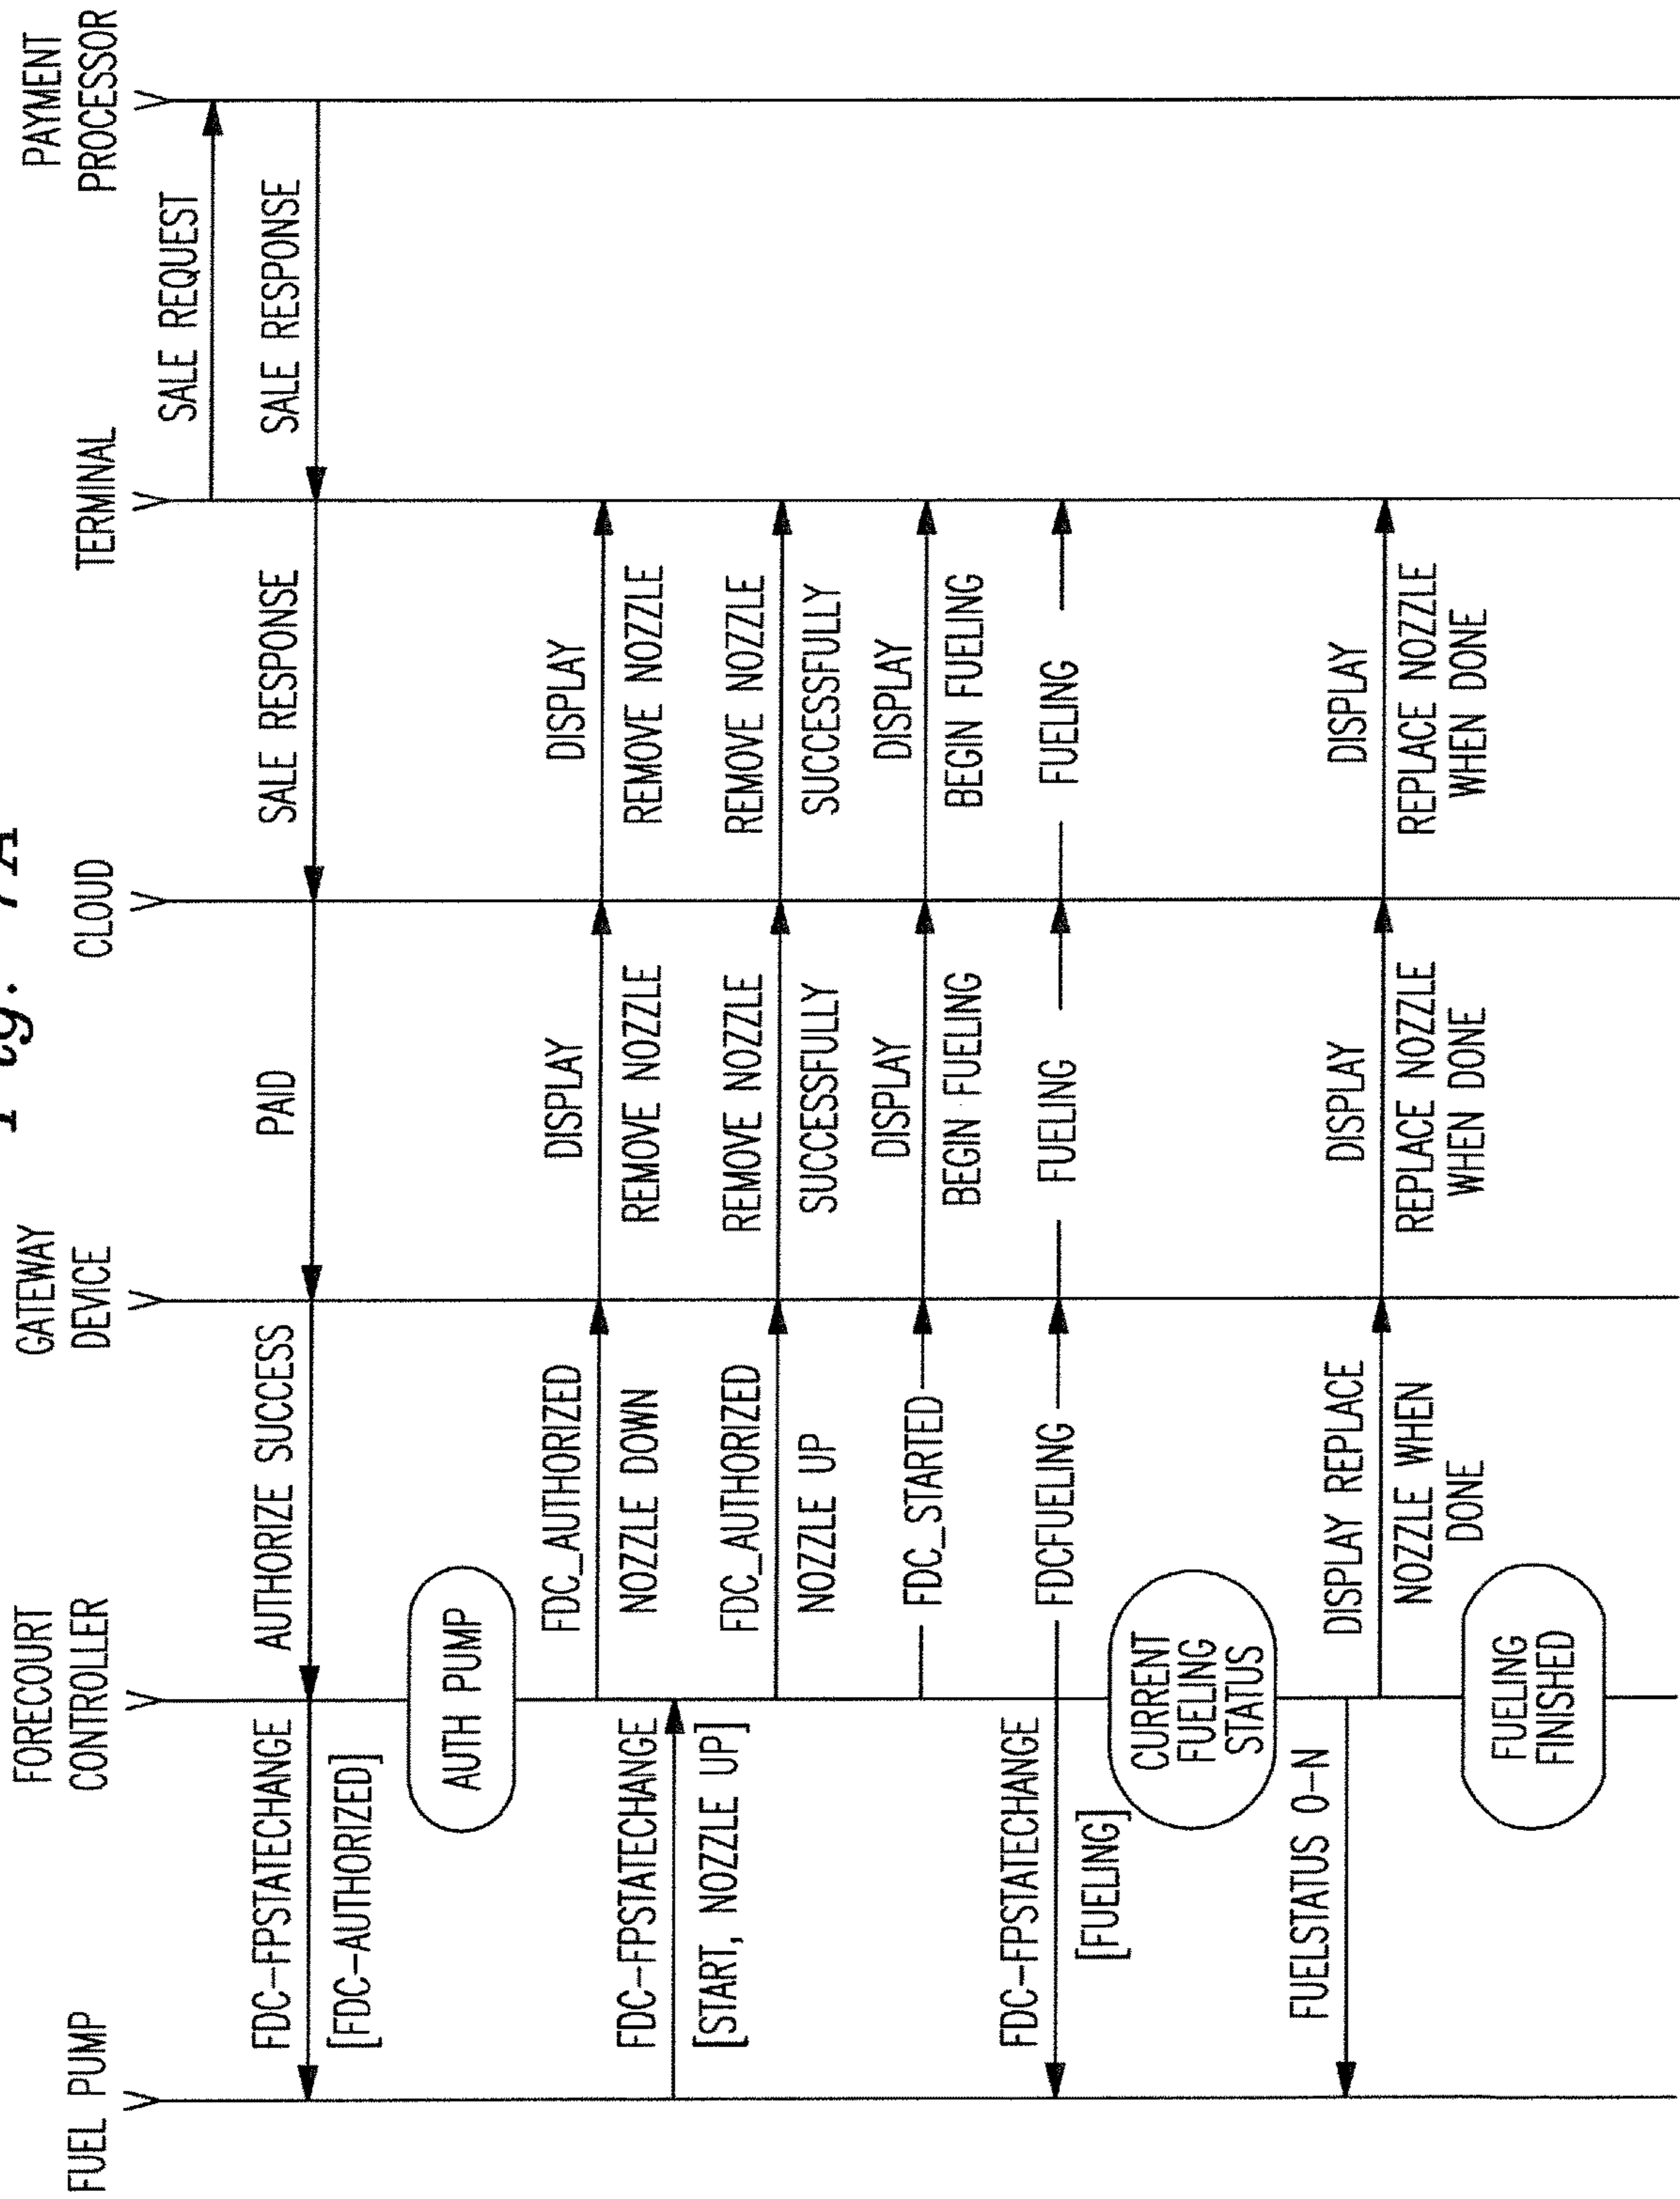 Fig. 7A
FUEL PUMP
FORECOURT
CONTROLLER
GATEWAY
DEVICE
CLOUD
TERMINAL
PAYMENT
PROCESSOR
SALE REQUEST
FDC-FPSTATECHANGE
[FDC-AUTHORIZED]
AUTHORIZE SUCCESS
PAID
SALE RESPONSE
SALE RESPONSE
AUTH PUMP
FDC_AUTHORIZED
NOZZLE DOWN
DISPLAY
REMOVE NOZZLE
DISPLAY
REMOVE NOZZLE
FDC-FPSTATECHANGE
[START, NOZZLE UP]
FDC_AUTHORIZED
NOZZLE UP
REMOVE NOZZLE
SUCCESSFULLY
REMOVE NOZZLE
SUCCESSFULLY
FDC_STARTED
DISPLAY
BEGIN FUELING
DISPLAY
BEGIN FUELING
FDC-FPSTATECHANGE
[FUELING]
FDCFUELING
FUELING
FUELING
CURRENT
FUELING
STATUS
FUELSTATUS 0-N
DISPLAY REPLACE
NOZZLE WHEN
DONE
DISPLAY
REPLACE NOZZLE
WHEN DONE
DISPLAY
REPLACE NOZZLE
WHEN DONE
FUELING
FINISHED